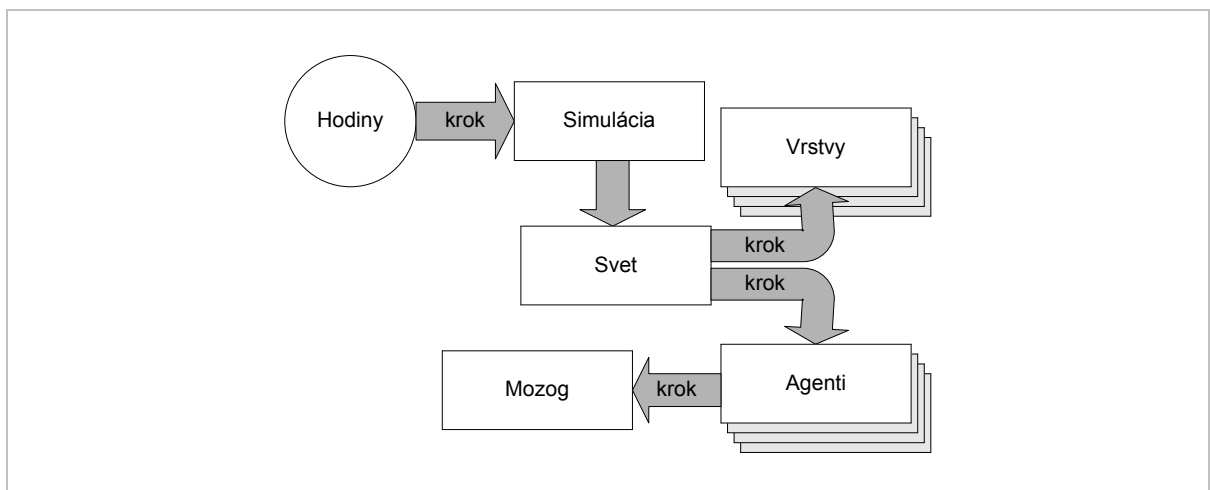 Hodiny
krok
Simulácia
Vrstvy
Svet
krok
krok
Mozog
krok
Agenti